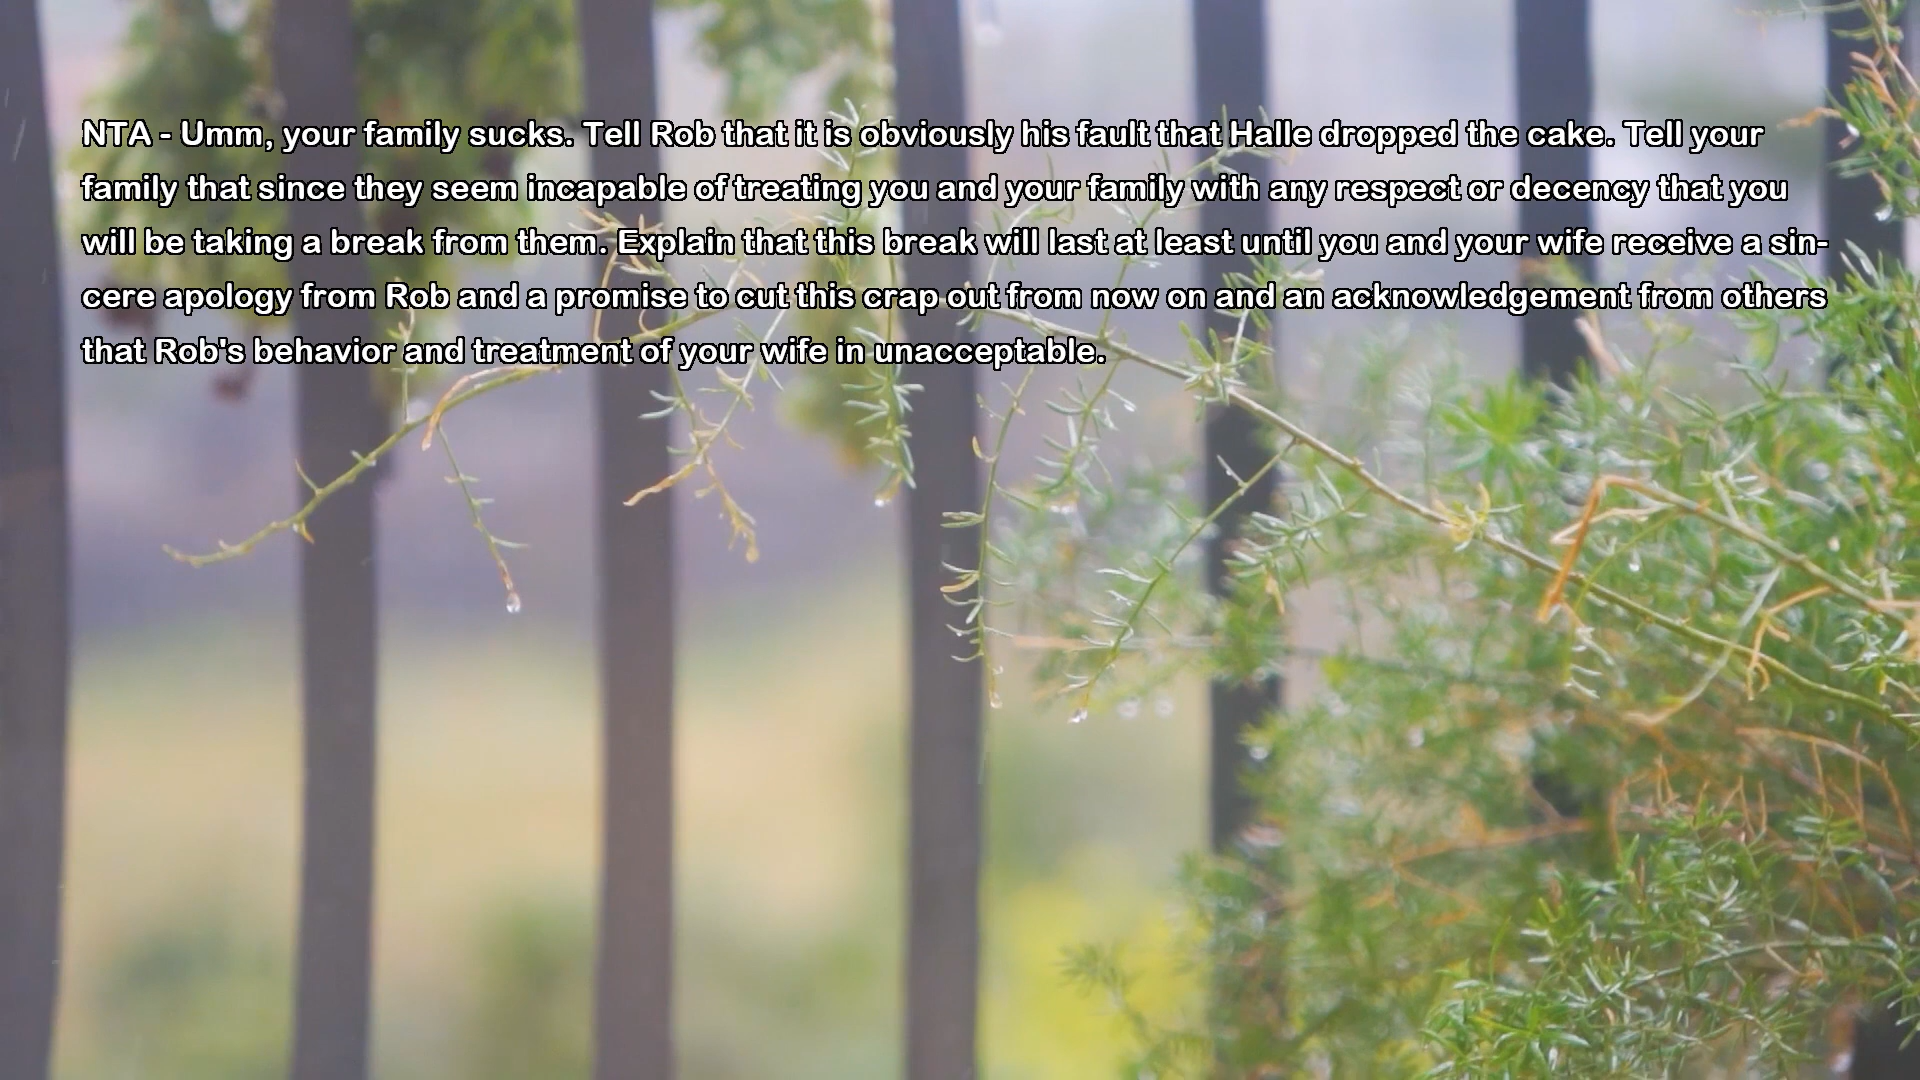 NTA - Umm, your family sucks. Tell Rob that it is obviously his fault that Halle dropped the cake. Tell your
family that since they seem incapable of treating you and your family with any respect or decency that you
will be taking a break from them. Explain that this break will last at least until you and your wife receive a sin-
cere apology from Rob and a promise to cut this crap out from now on and an acknowledgement from others
that Rob's behavior and treatment of your wife in unacceptable.